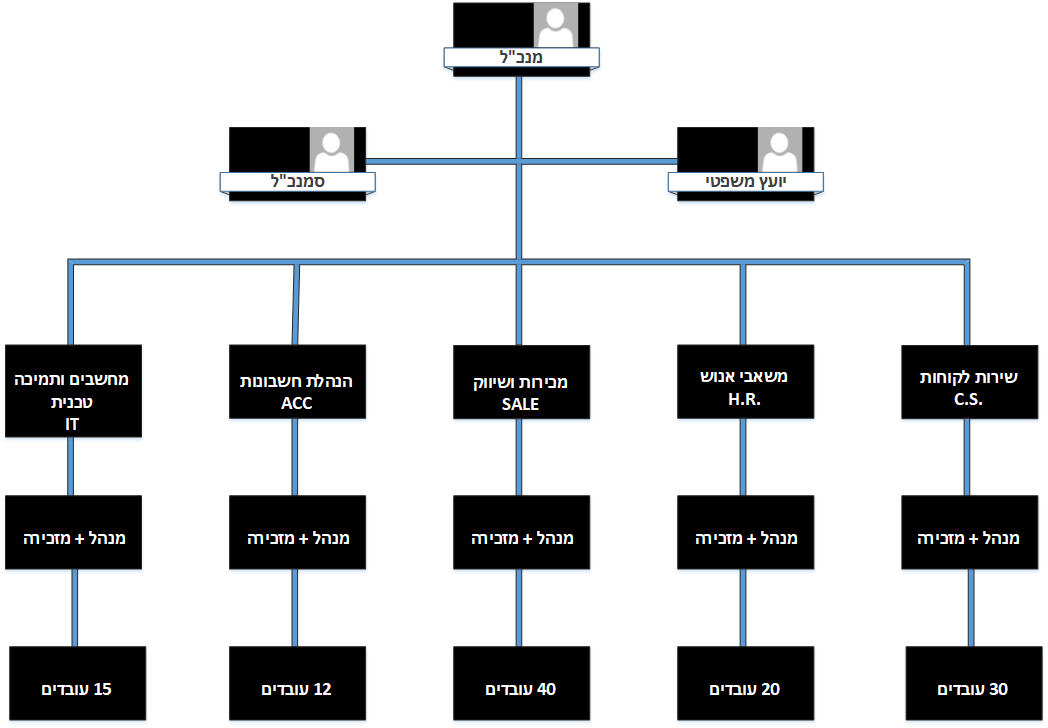 מנכ"ל
יועץ משפטי
סמנכ"ל
שירות לקוחות
C.S.
משאבי אנוש
H.R.
מכירות ושיווק
SALE
הנהלת חשבונות
ACC
מחשבים ותמיכה
טכנית
IT
מנהל + מזכירה
מנהל + מזכירה
מנהל + מזכירה
מנהל + מזכירה
מנהל + מזכירה
30 עובדים
20 עובדים
40 עובדים
12 עובדים
15 עובדים